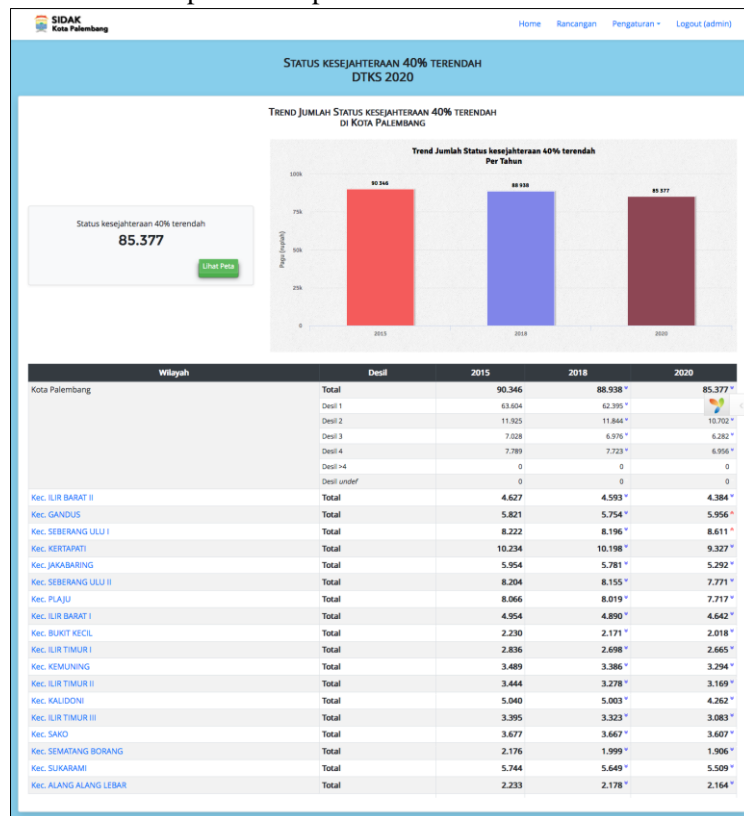 SIDAK
Kota Palembang
Home Rancangan Pengaturan Logout (admin)
STATUS KESEJAHTERAAN 40% TERENDAH
DTKS 2020
TREND JUMLAH STATUS KESEJAHTERAAN 40% TERENDAH
DI KOTA PALEMBANG
Trend Jumlah Status kesejahteraan 40% terendah
Per Tahun
100k
75k
50k
25k
0
Pagu (rupiah)
90 346
88 938
85 377
2015 2018 2020
Status kesejahteraan 40% terendah
85.377
Lihat Peta
Wilayah Desil 2015 2018 2020
Kota Palembang Total 90.346 88.938 85.377
Desil 1 63.604 62.395
Desil 2 11.925 11.844 10.702
Desil 3 7.028 6.976 6.282
Desil 4 7.789 7.723 6.956
Desil >4 0 0 0
Desil undef 0 0 0
Kec. ILIR BARAT II Total 4.627 4.593 4.384
Kec. GANDUS Total 5.821 5.754 5.956
Kec. SEBERANG ULU I Total 8.222 8.196 8.611
Kec. KERTAPATI Total 10.234 10.198 9.327
Kec. JAKABARING Total 5.954 5.781 5.292
Kec. SEBERANG ULU II Total 8.204 8.155 7.771
Kec. PLAJU Total 8.066 8.019 7.717
Kec. ILIR BARAT I Total 4.954 4.890 4.642
Kec. BUKIT KECIL Total 2.230 2.171 2.018
Kec. ILIR TIMUR I Total 2.836 2.698 2.665
Kec. KEMUNING Total 3.489 3.386 3.294
Kec. ILIR TIMUR II Total 3.444 3.278 3.169
Kec. KALIDONI Total 5.040 5.003 4.262
Kec. ILIR TIMUR III Total 3.395 3.323 3.083
Kec. SAKO Total 3.677 3.667 3.607
Kec. SEMATANG BORANG Total 2.176 1.999 1.906
Kec. SUKARAMI Total 5.744 5.649 5.509
Kec. ALANG ALANG LEBAR Total 2.233 2.178 2.164